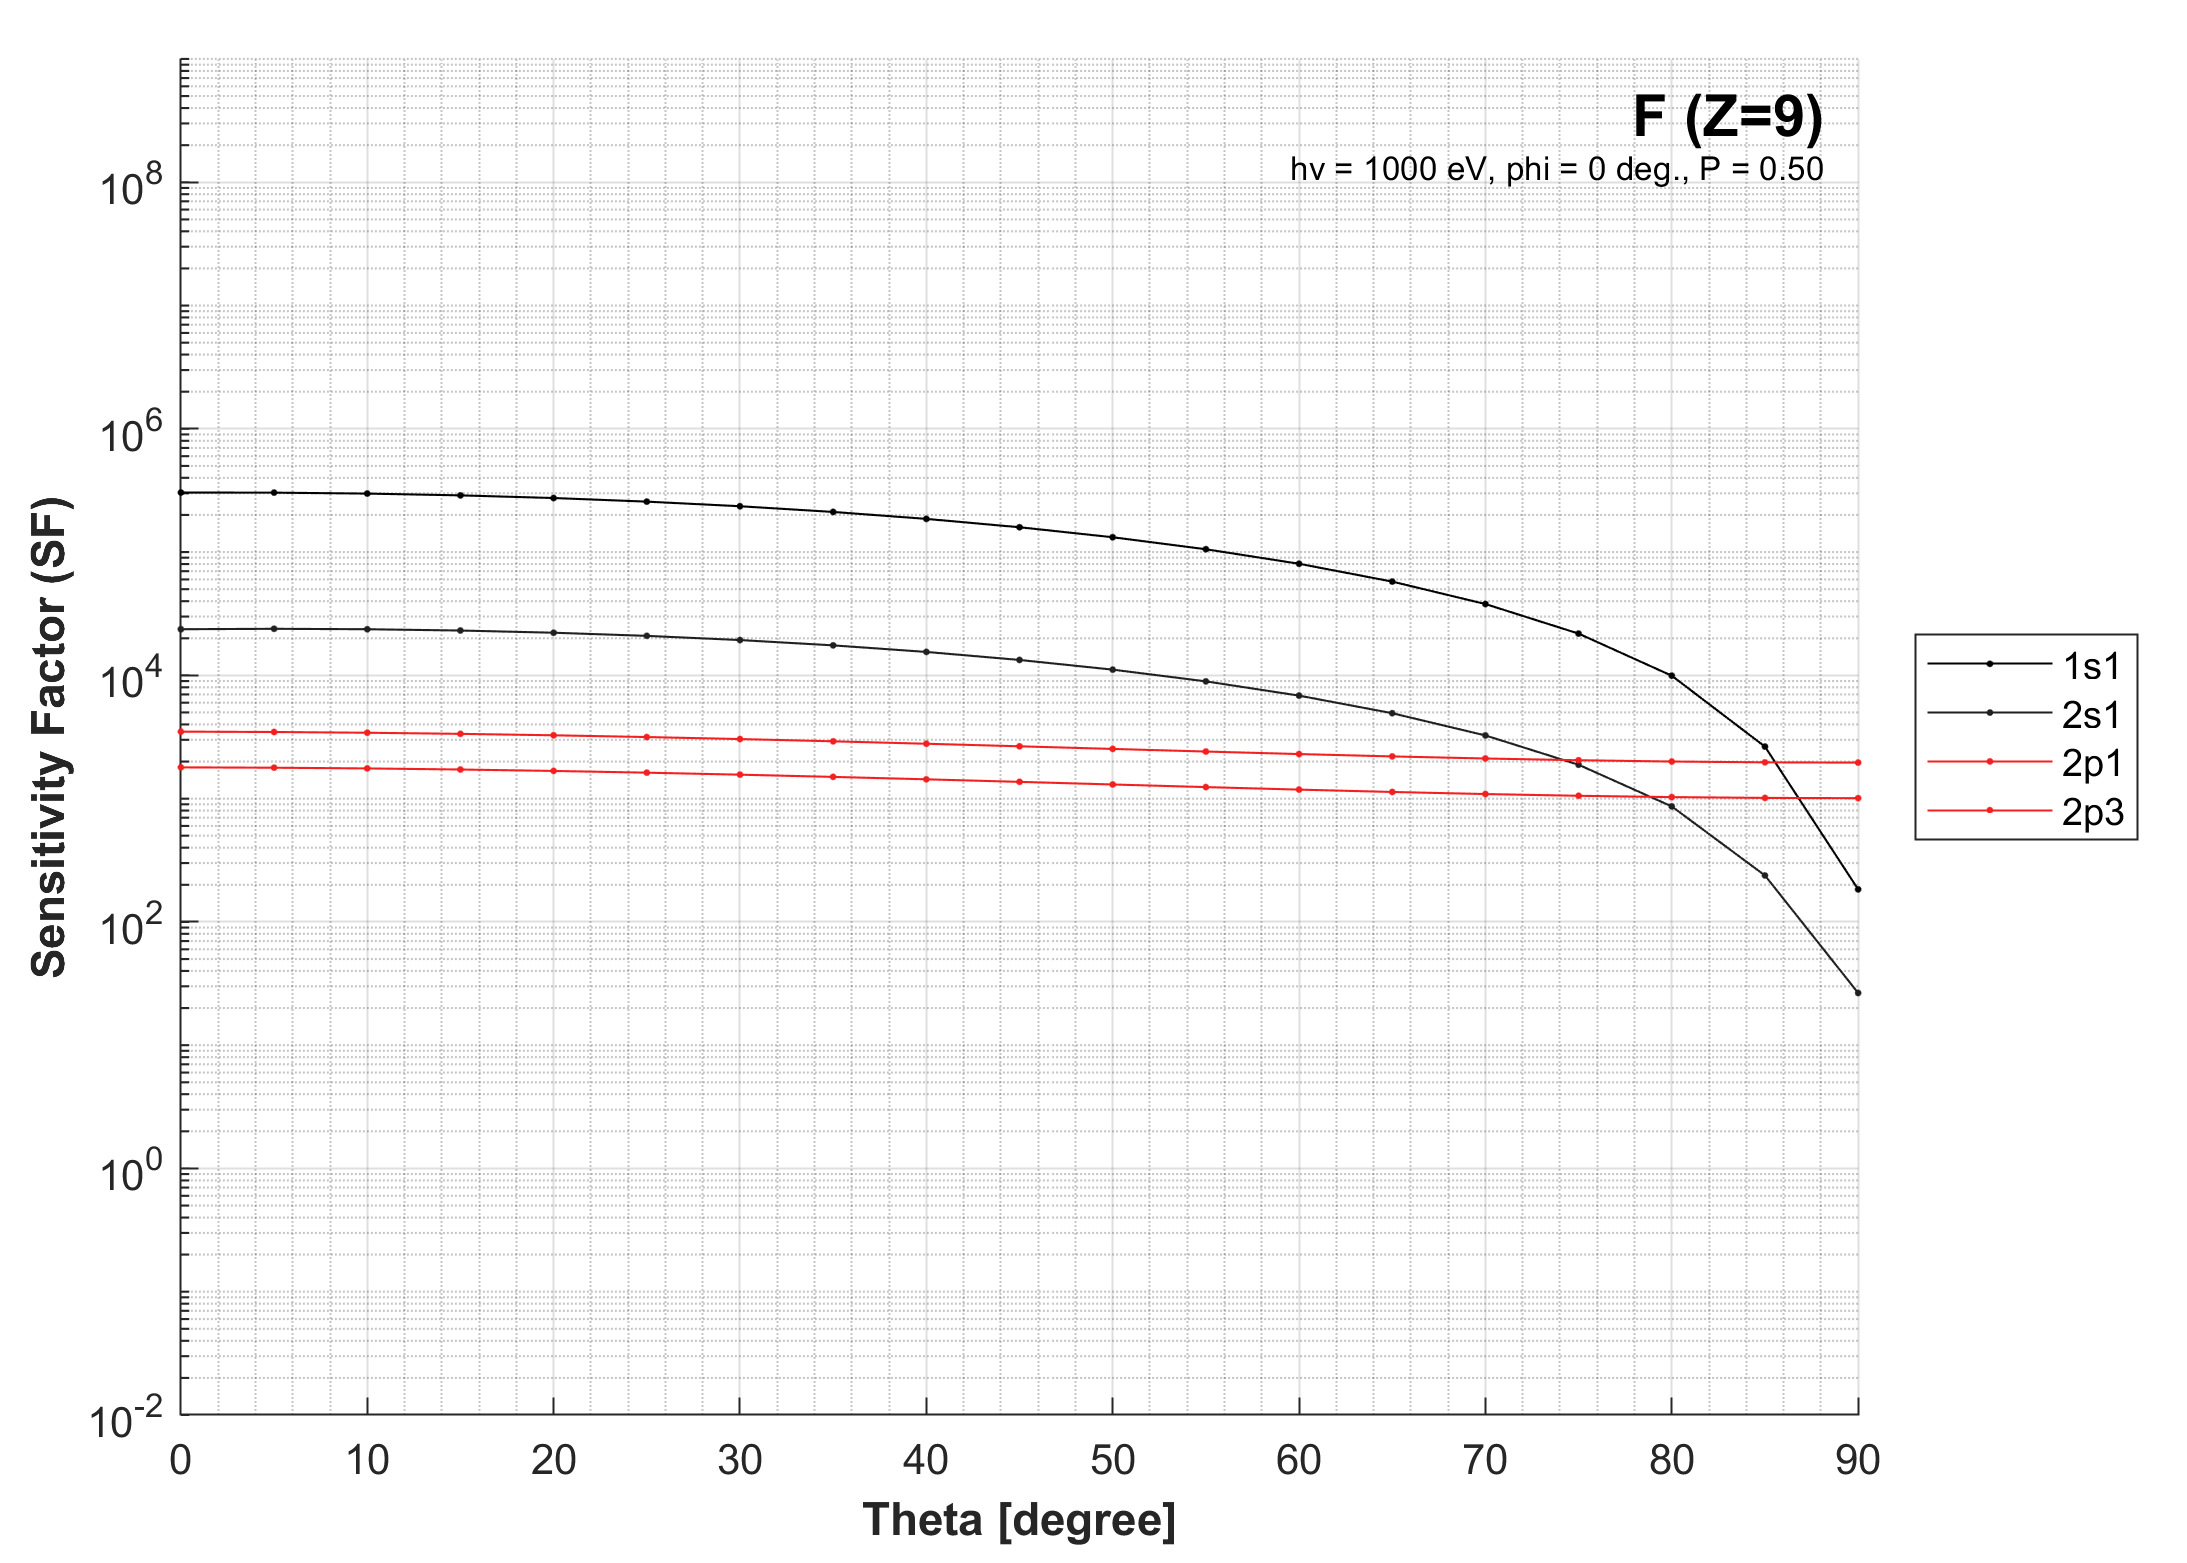 F (Z=9)
hv = 1000 eV, phi = 0 deg., P = 0.50
Sensitivity Factor (SF)
10^8
10^6
10^4
10^2
10^0
10^-2
0 10 20 30 40 50 60 70 80 90
Theta [degree]
1s1
2s1
2p1
2p3